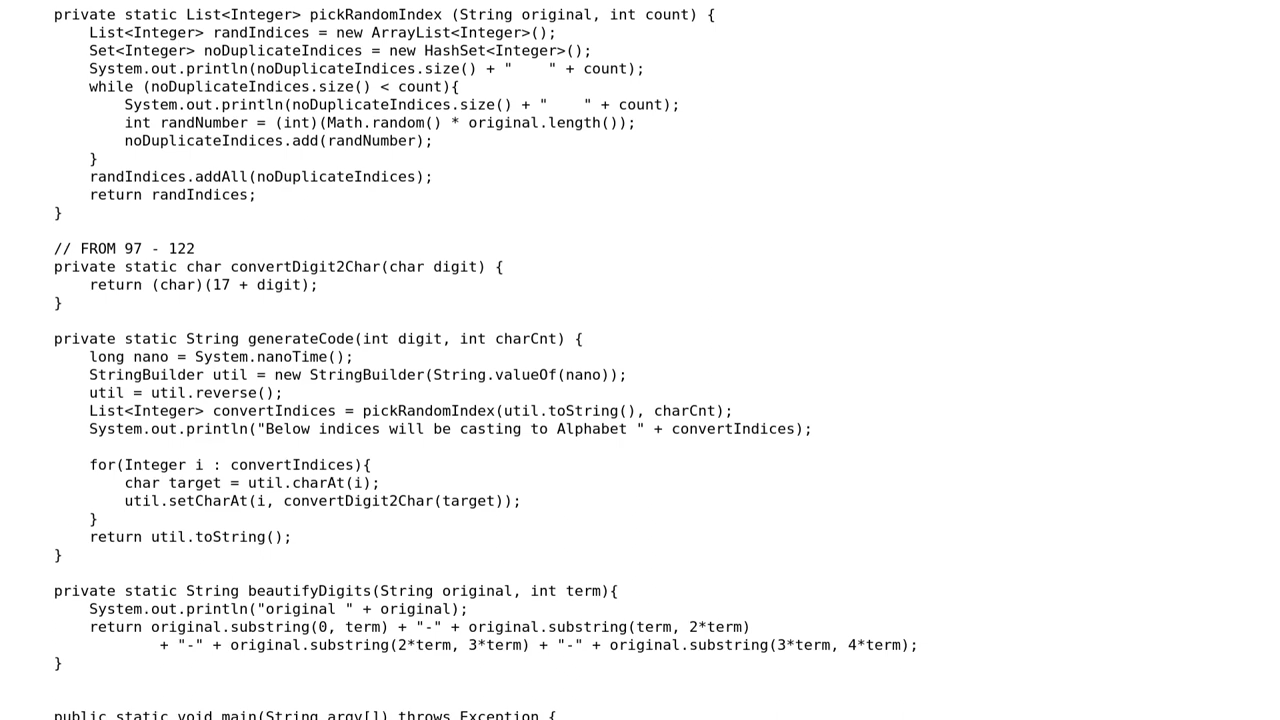 private static List<Integer> pickRandomIndex (String original, int count) {
    List<Integer> randIndices = new ArrayList<Integer>();
    Set<Integer> noDuplicateIndices = new HashSet<Integer>();
    System.out.println(noDuplicateIndices.size() + "    " + count);
    while (noDuplicateIndices.size() < count){
        System.out.println(noDuplicateIndices.size() + "    " + count);
        int randNumber = (int)(Math.random() * original.length());
        noDuplicateIndices.add(randNumber);
    }
    randIndices.addAll(noDuplicateIndices);
    return randIndices;
}

// FROM 97 - 122
private static char convertDigit2Char(char digit) {
    return (char)(17 + digit);
}

private static String generateCode(int digit, int charCnt) {
    long nano = System.nanoTime();
    StringBuilder util = new StringBuilder(String.valueOf(nano));
    util = util.reverse();
    List<Integer> convertIndices = pickRandomIndex(util.toString(), charCnt);
    System.out.println("Below indices will be casting to Alphabet " + convertIndices);

    for(Integer i : convertIndices){
        char target = util.charAt(i);
        util.setCharAt(i, convertDigit2Char(target));
    }
    return util.toString();
}

private static String beautifyDigits(String original, int term){
    System.out.println("original " + original);
    return original.substring(0, term) + "-" + original.substring(term, 2*term)
            + "-" + original.substring(2*term, 3*term) + "-" + original.substring(3*term, 4*term);
}

public static void main(String argv[]) throws Exception {